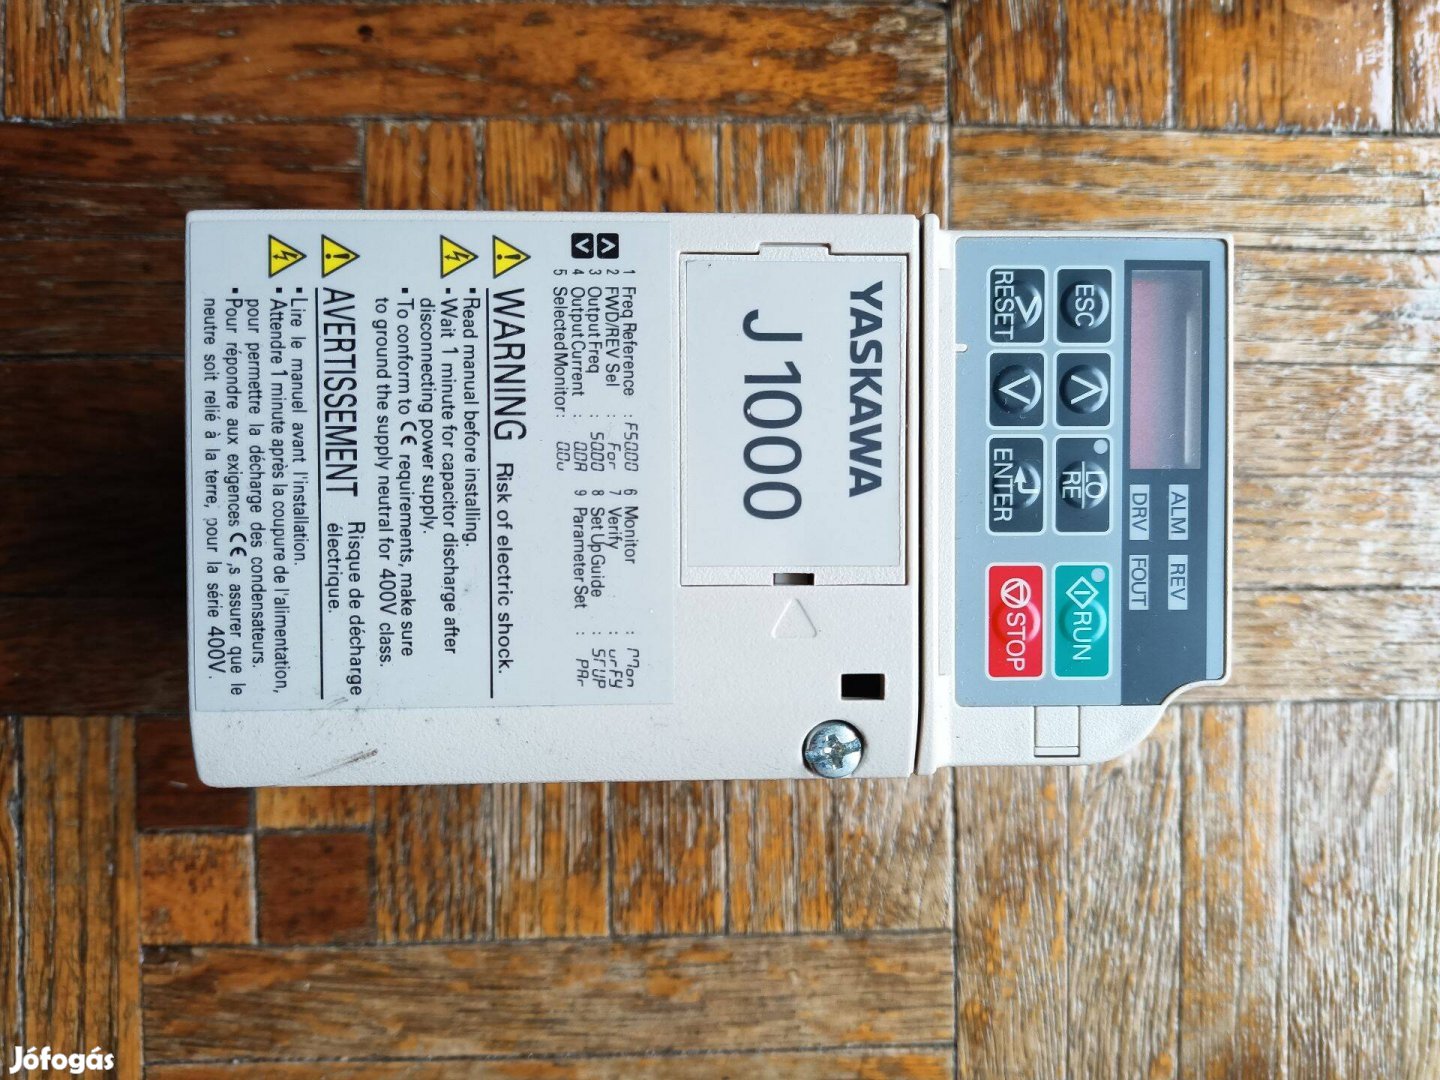 ALM REV
DRV FOUT
ESC
LO
RE
RUN
RESET
ENTER
STOP
YASKAWA
J1000
1 Freq Reference : F5000 6 Monitor : Mon
2 FWD/REV Sel : For 7 Verify : vrFY
3 Output Freq : 5000 8 Set Up Guide : STUP
4 Output Current : 00A 9 Parameter Set : PAr
5 Selected Monitor : 00v
WARNING Risk of electric shock.
▪ Read manual before installing.
▪ Wait 1 minute for capacitor discharge after
disconnecting power supply.
▪ To conform to CE requirements, make sure
to ground the supply neutral for 400V class.
AVERTISSEMENT Risque de décharge
électrique.
▪ Lire le manuel avant l'installation.
▪ Attendre 1 minute après la coupure de l'alimentation,
pour permettre la décharge des condensateurs.
▪ Pour répondre aux exigences CE, s assurer que le
neutre soit relié à la terre, pour la série 400V.
Jófogás